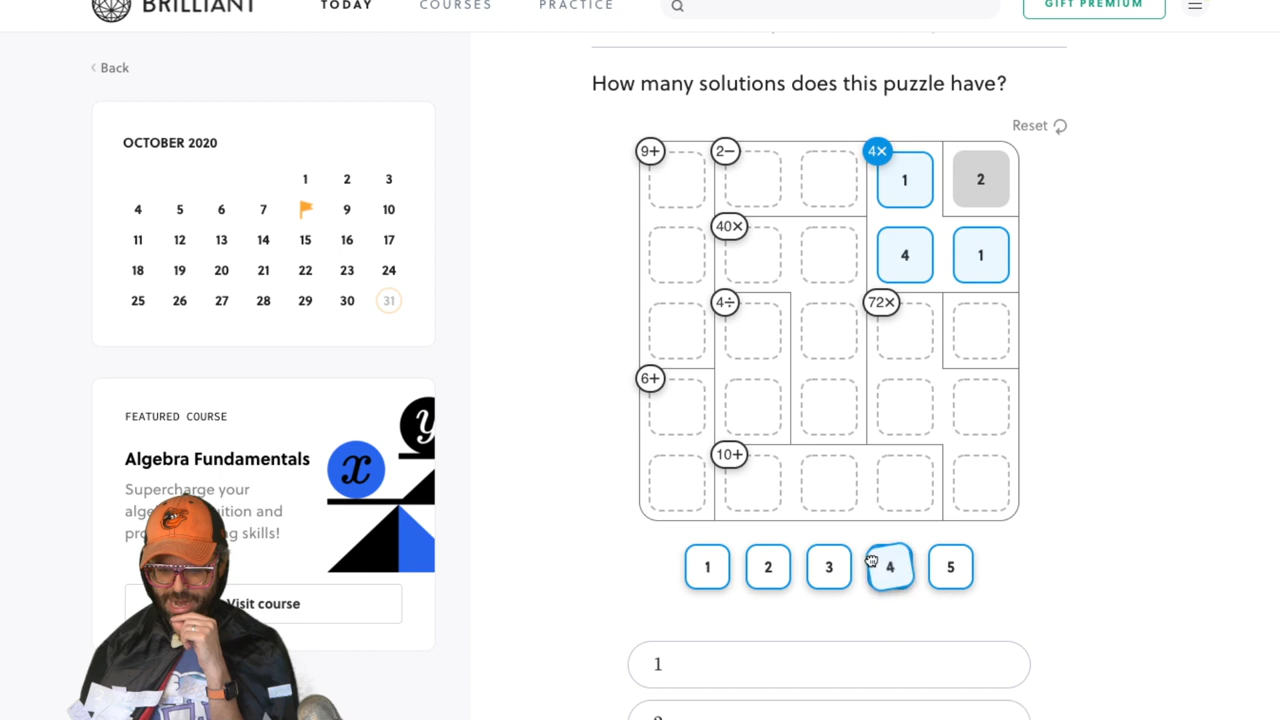 BRILLIANT
TODAY
COURSES
PRACTICE
GIFT PREMIUM
Back
OCTOBER 2020
1 2 3
4 5 6 7 9 10
11 12 13 14 15 16 17
18 19 20 21 22 23 24
25 26 27 28 29 30 31
FEATURED COURSE
Algebra Fundamentals
Supercharge your
x
y
Visit course
How many solutions does this puzzle have?
Reset
9+ 2− 4× 1 2
40× 4 1
4÷ 72×
6+
10+
1 2 3 4 5
1